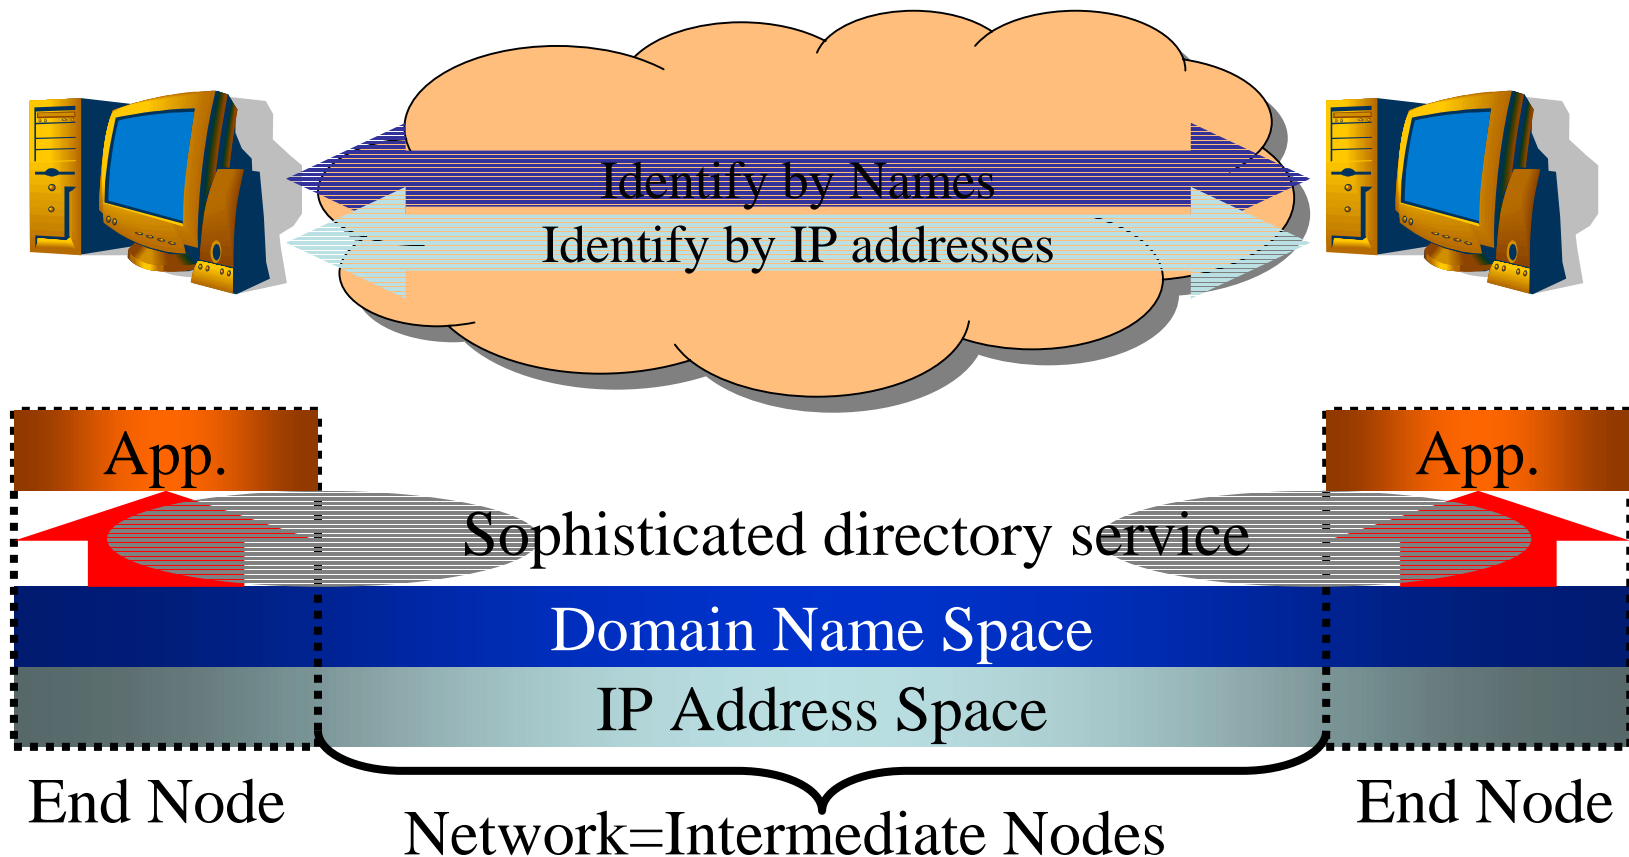 Identify by Names
Identify by IP addresses
App.
App.
Sophisticated directory service
Domain Name Space
IP Address Space
End Node
End Node
Network=Intermediate Nodes